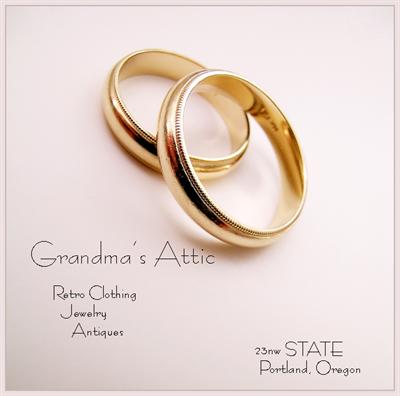 Grandma's Attic
Retro Clothing
Jewelry
Antiques
23nw STATE
Portland, Oregon